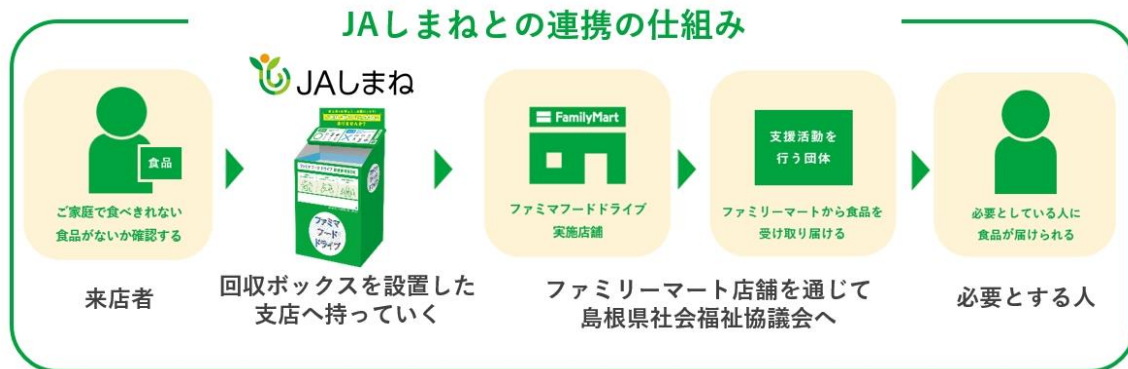 JAしまねとの連携の仕組み
JAしまね
食品
ご家庭で食べきれない
食品がないか確認する
来店者
ファミマ
フード
ドライブ
回収ボックスを設置した
支店へ持っていく
FamilyMart
ファミマフードドライブ
実施店舗
支援活動を
行う団体
ファミリーマートから食品を
受け取り届ける
ファミリーマート店舗を通じて
島根県社会福祉協議会へ
必要としている人に
食品が届けられる
必要とする人